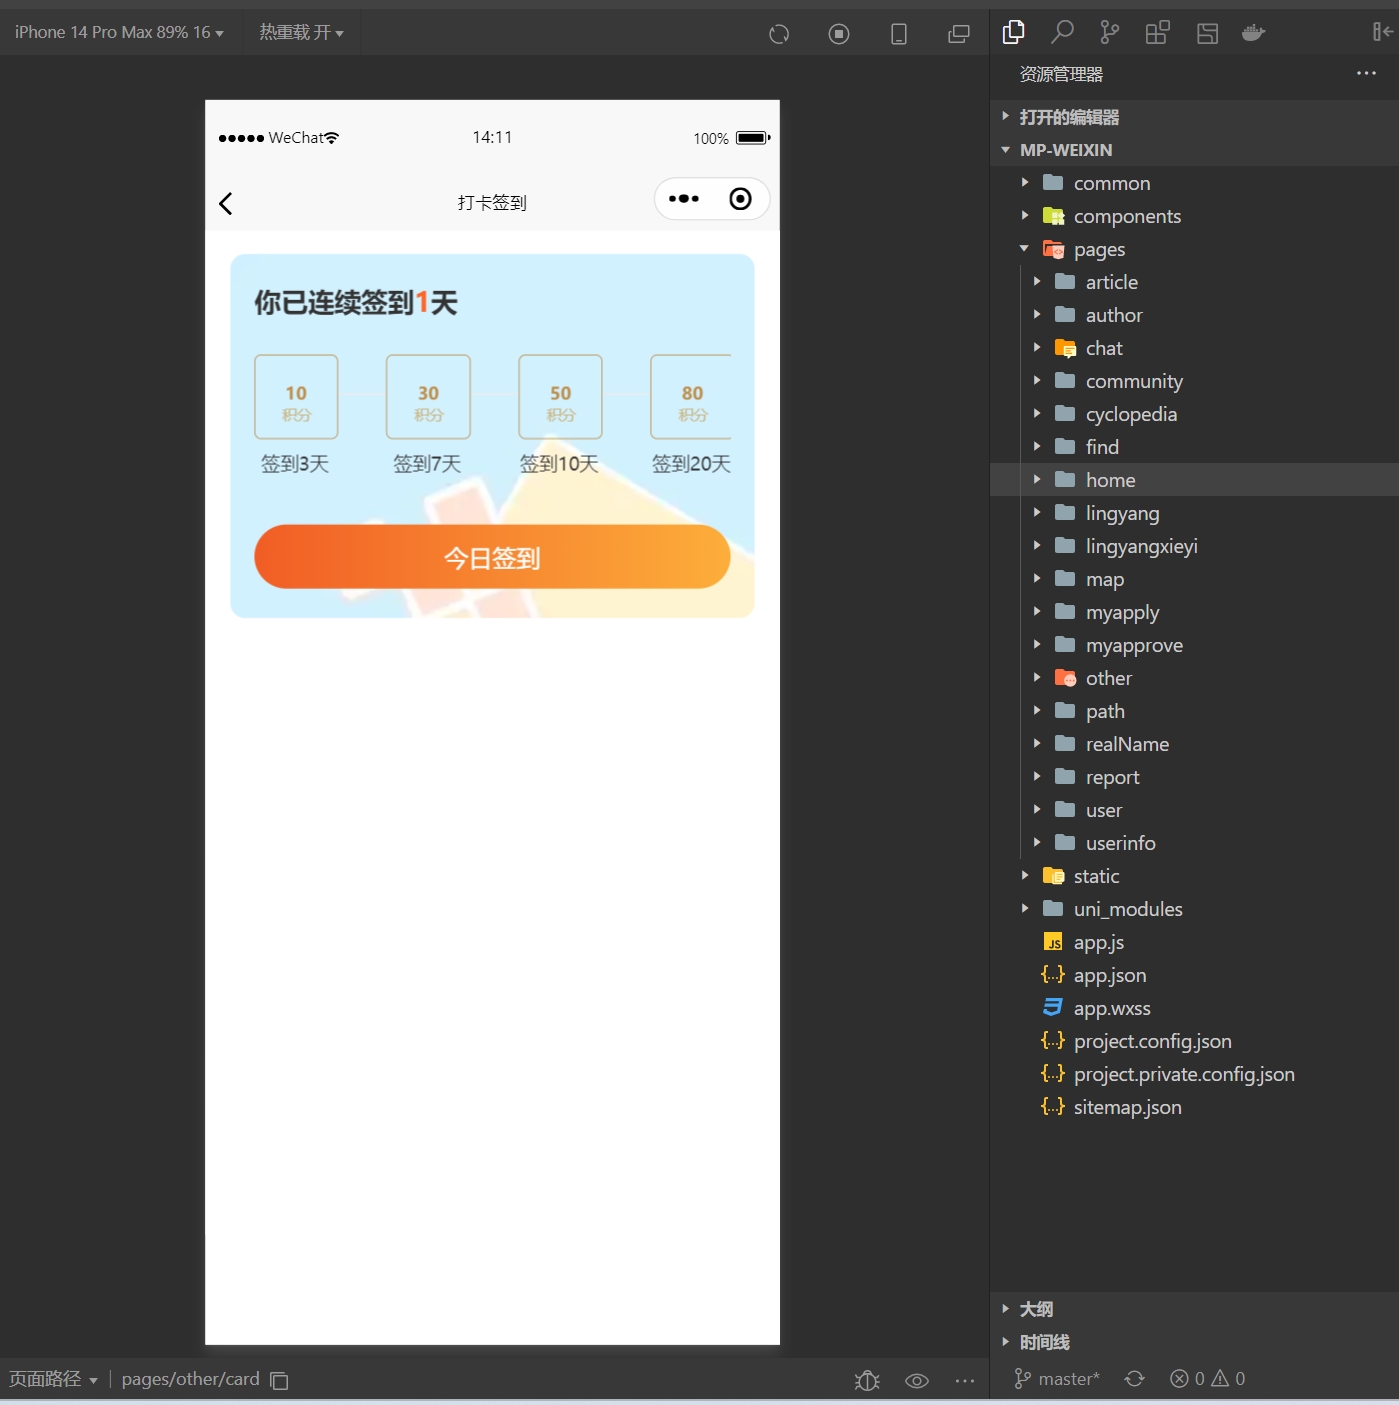 iPhone 14 Pro Max 89% 16
热重载 开
WeChat
14:11
100%
打卡签到
你已连续签到1天
10
积分
30
积分
50
积分
80
积分
签到3天
签到7天
签到10天
签到20天
今日签到
页面路径
pages/other/card
资源管理器
打开的编辑器
MP-WEIXIN
common
components
pages
article
author
chat
community
cyclopedia
find
home
lingyang
lingyangxieyi
map
myapply
myapprove
other
path
realName
report
user
userinfo
static
uni_modules
JS app.js
{..} app.json
app.wxss
{..} project.config.json
{..} project.private.config.json
{..} sitemap.json
大纲
时间线
master*
0
0